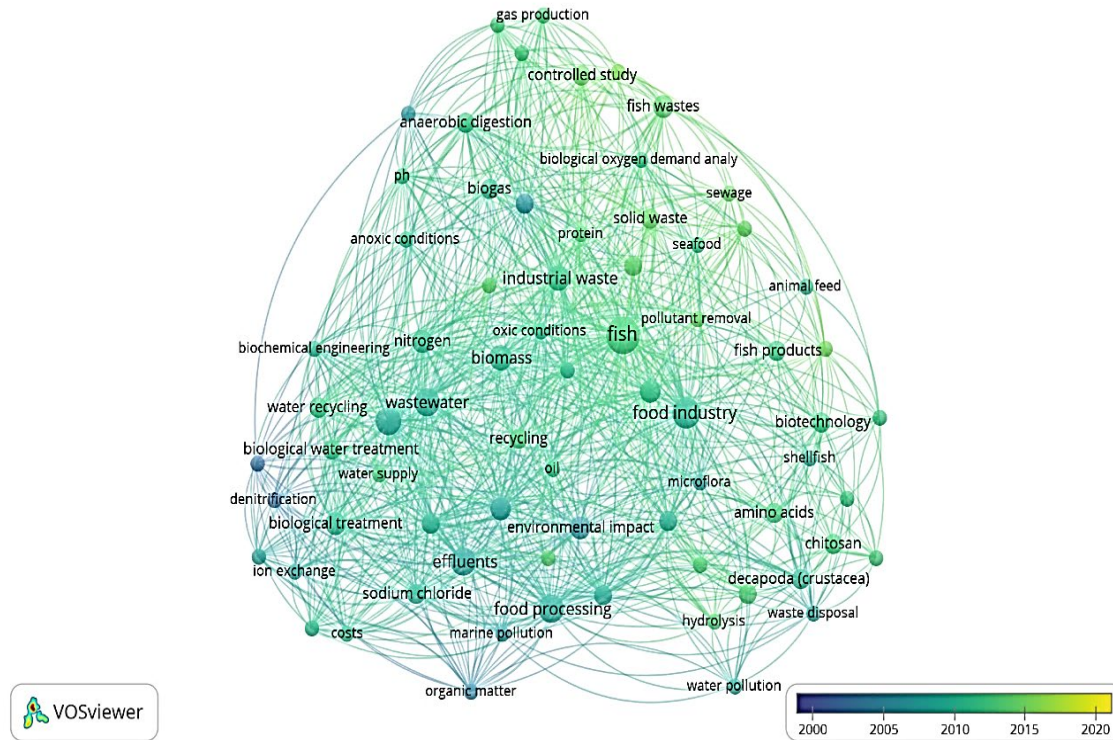 gas production
controlled study
fish wastes
anaerobic digestion
biological oxygen demand analy
ph
biogas
sewage
solid waste
protein
anoxic conditions
seafood
industrial waste
animal feed
pollutant removal
oxic conditions
fish
nitrogen
biochemical engineering
fish products
biomass
wastewater
water recycling
food industry
biotechnology
recycling
biological water treatment
shellfish
oil
water supply
microflora
denitrification
amino acids
biological treatment
environmental impact
chitosan
effluents
ion exchange
decapoda (crustacea)
sodium chloride
food processing
waste disposal
hydrolysis
costs
marine pollution
organic matter
water pollution
VOSviewer
2000 2005 2010 2015 2020